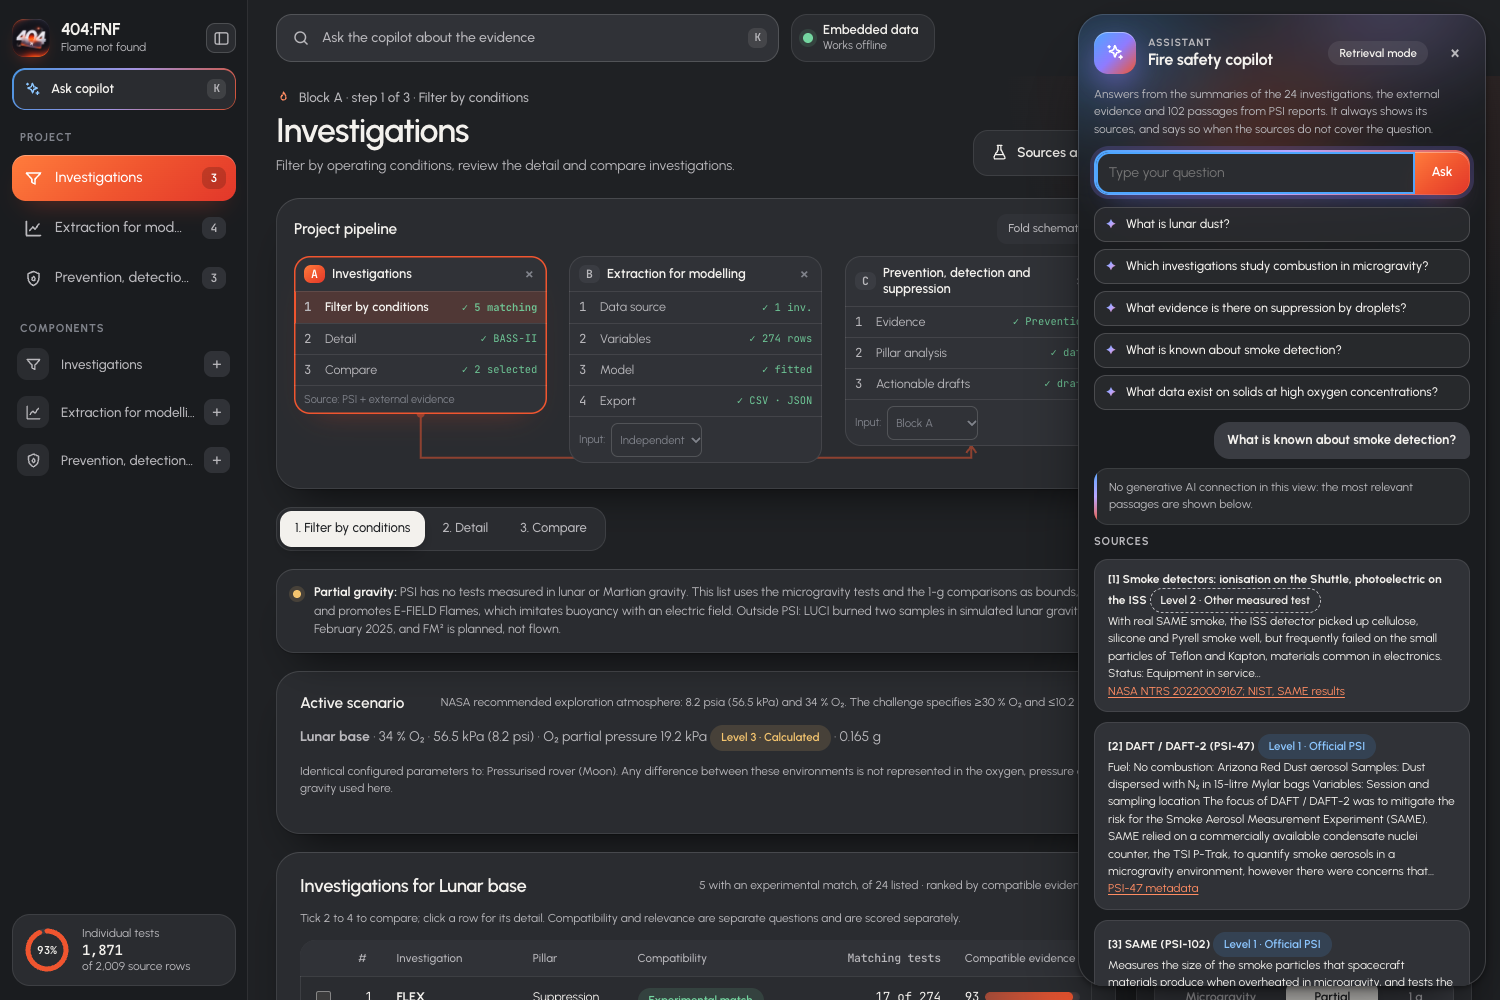 404
404:FNF
Flame not found
Ask copilot
K
PROJECT
Investigations
3
Extraction for mod…
4
Prevention, detectio…
3
COMPONENTS
Investigations
+
Extraction for modelli…
+
Prevention, detection…
+
93%
Individual tests
1,871
of 2,009 source rows
Ask the copilot about the evidence
K
Embedded data
Works offline
Block A · step 1 of 3 · Filter by conditions
Investigations
Filter by operating conditions, review the detail and compare investigations.
Sources a
Project pipeline
Fold schemat
A Investigations ×
1 Filter by conditions ✓ 5 matching
2 Detail ✓ BASS-II
3 Compare ✓ 2 selected
Source: PSI + external evidence
B Extraction for modelling ×
1 Data source ✓ 1 inv.
2 Variables ✓ 274 rows
3 Model ✓ fitted
4 Export ✓ CSV · JSON
Input: Independent
C Prevention, detection and
suppression
1 Evidence ✓ Preventio
2 Pillar analysis ✓ dat
3 Actionable drafts ✓ dra
Input: Block A
1. Filter by conditions
2. Detail
3. Compare
Partial gravity: PSI has no tests measured in lunar or Martian gravity. This list uses the microgravity tests and the 1-g comparisons as bounds,
and promotes E-FIELD Flames, which imitates buoyancy with an electric field. Outside PSI: LUCI burned two samples in simulated lunar gravit
February 2025, and FM² is planned, not flown.
Active scenario
NASA recommended exploration atmosphere: 8.2 psia (56.5 kPa) and 34 % O₂. The challenge specifies ≥30 % O₂ and ≤10.2
Lunar base · 34 % O₂ · 56.5 kPa (8.2 psi) · O₂ partial pressure 19.2 kPa Level 3 · Calculated · 0.165 g
Identical configured parameters to: Pressurised rover (Moon). Any difference between these environments is not represented in the oxygen, pressure
gravity used here.
Investigations for Lunar base
5 with an experimental match, of 24 listed · ranked by compatible eviden
Tick 2 to 4 to compare; click a row for its detail. Compatibility and relevance are separate questions and are scored separately.
# Investigation Pillar Compatibility Matching tests Compatible evidence
1 FLEX Suppression Experimental match 17 of 274 93
ASSISTANT
Fire safety copilot
Retrieval mode
×
Answers from the summaries of the 24 investigations, the external
evidence and 102 passages from PSI reports. It always shows its
sources, and says so when the sources do not cover the question.
Type your question
Ask
What is lunar dust?
Which investigations study combustion in microgravity?
What evidence is there on suppression by droplets?
What is known about smoke detection?
What data exist on solids at high oxygen concentrations?
What is known about smoke detection?
No generative AI connection in this view: the most relevant
passages are shown below.
SOURCES
[1] Smoke detectors: ionisation on the Shuttle, photoelectric on
the ISS Level 2 · Other measured test
With real SAME smoke, the ISS detector picked up cellulose,
silicone and Pyrell smoke well, but frequently failed on the small
particles of Teflon and Kapton, materials common in electronics.
Status: Equipment in service…
NASA NTRS 20220009167; NIST, SAME results
[2] DAFT / DAFT-2 (PSI-47) Level 1 · Official PSI
Fuel: No combustion: Arizona Red Dust aerosol Samples: Dust
dispersed with N₂ in 15-litre Mylar bags Variables: Session and
sampling location The focus of DAFT / DAFT-2 was to mitigate the
risk for the Smoke Aerosol Measurement Experiment (SAME).
SAME relied on a commercially available condensate nuclei
counter, the TSI P-Trak, to quantify smoke aerosols in a
microgravity environment, however there were concerns that…
PSI-47 metadata
[3] SAME (PSI-102) Level 1 · Official PSI
Measures the size of the smoke particles that spacecraft
materials produce when overheated in microgravity, and tests the
Microgravity Partial 1 g